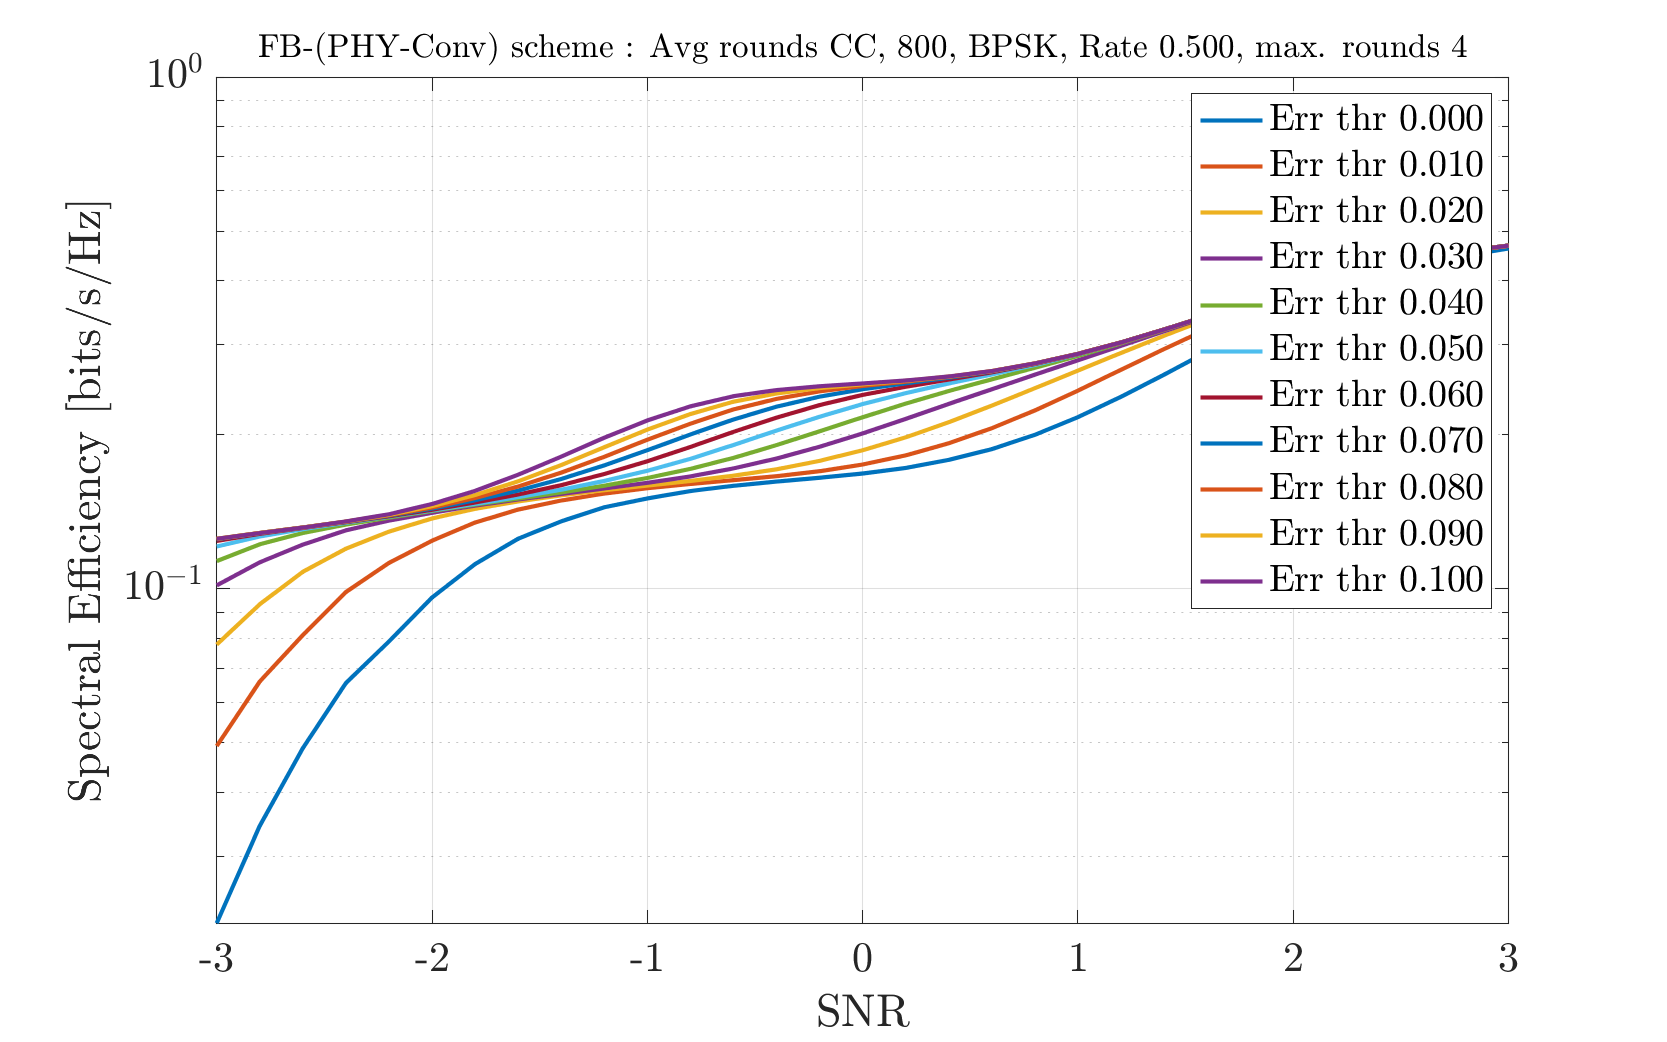 FB-(PHY-Conv) scheme : Avg rounds CC, 800, BPSK, Rate 0.500, max. rounds 4
10^0
10^{-1}
Spectral Efficiency [bits/s/Hz]
Err thr 0.000
Err thr 0.010
Err thr 0.020
Err thr 0.030
Err thr 0.040
Err thr 0.050
Err thr 0.060
Err thr 0.070
Err thr 0.080
Err thr 0.090
Err thr 0.100
-3 -2 -1 0 1 2 3
SNR